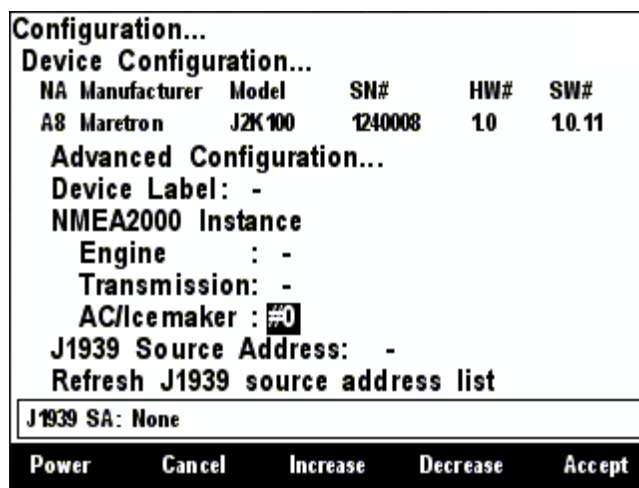 Configuration...
Device Configuration...
NA Manufacturer Model SN# HW# SW#
A8 Maretron J2K100 1240008 1.0 1.0.11
Advanced Configuration...
Device Label: -
NMEA2000 Instance
Engine : -
Transmission: -
AC/Icemaker : #0
J1939 Source Address: -
Refresh J1939 source address list
J1939 SA: None
Power Cancel Increase Decrease Accept